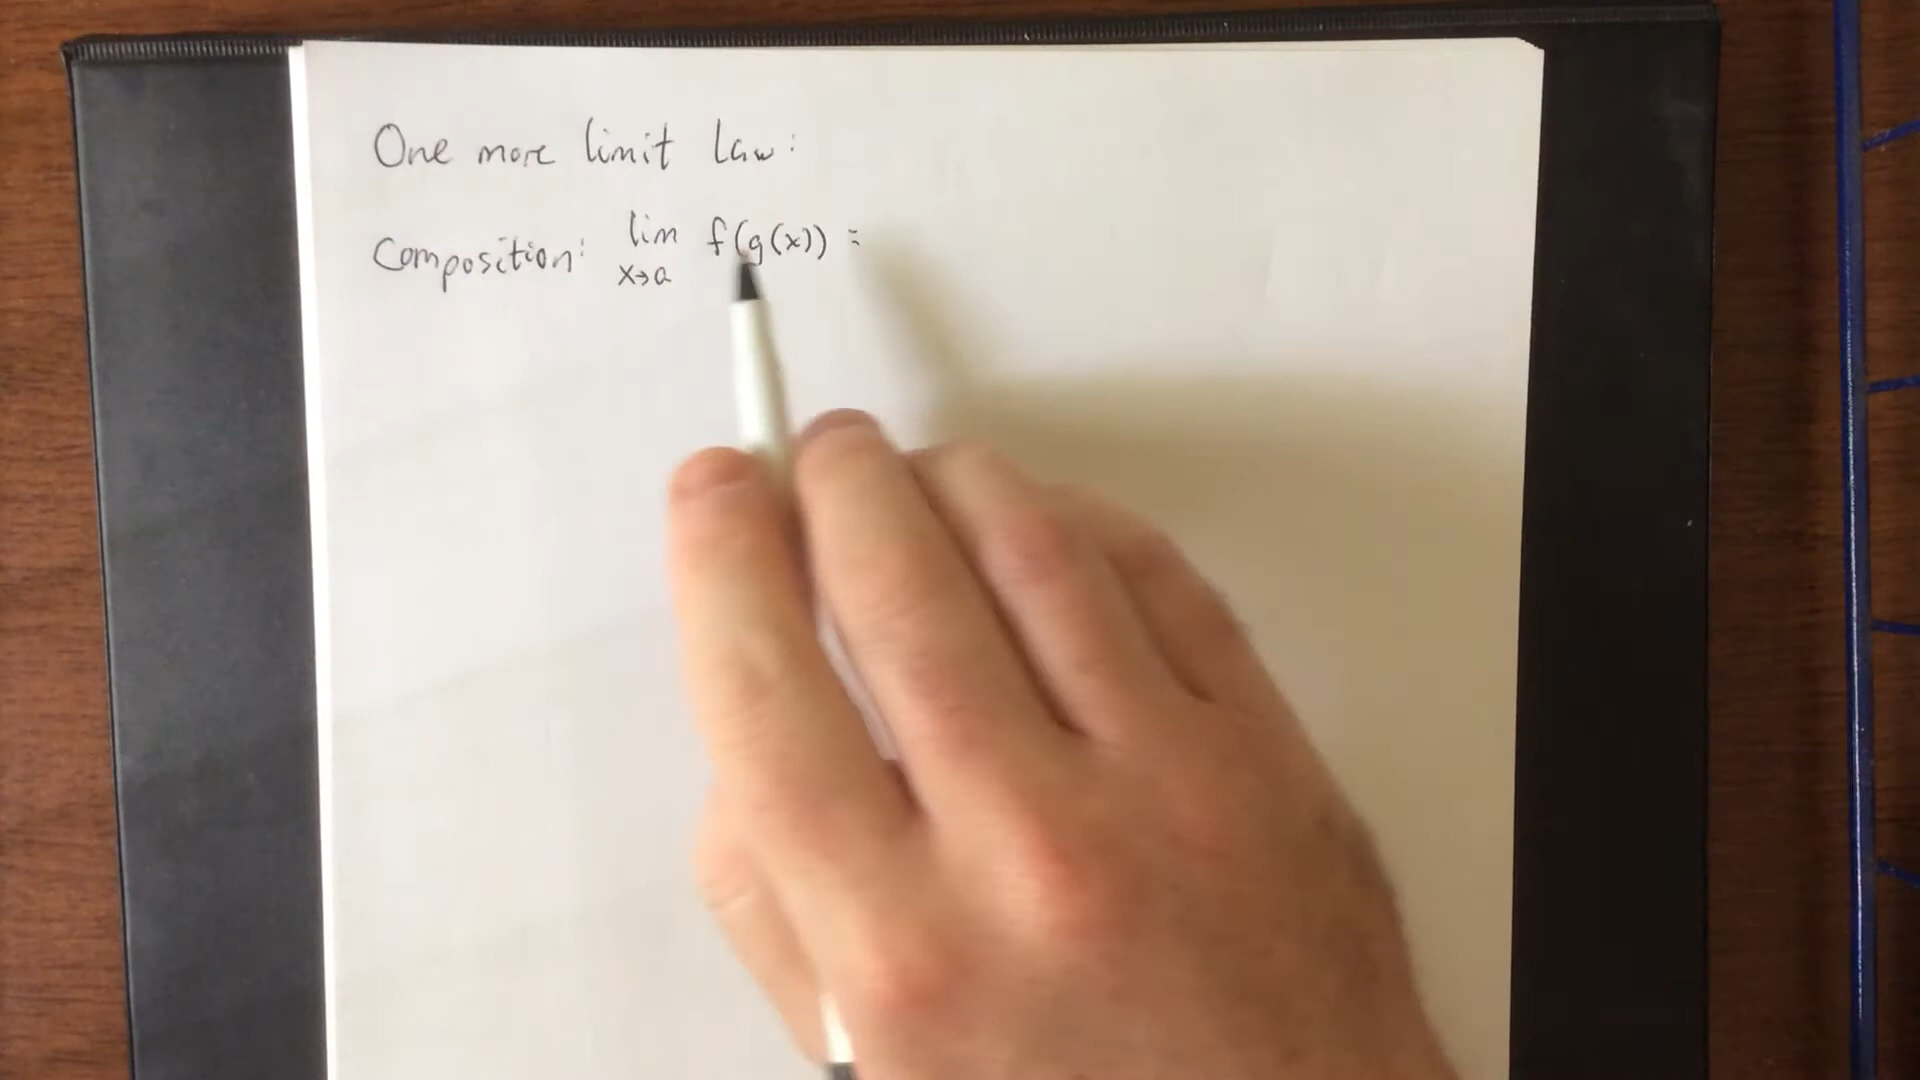 One more limit Law:
Composition: lim f(g(x)) =
x→a